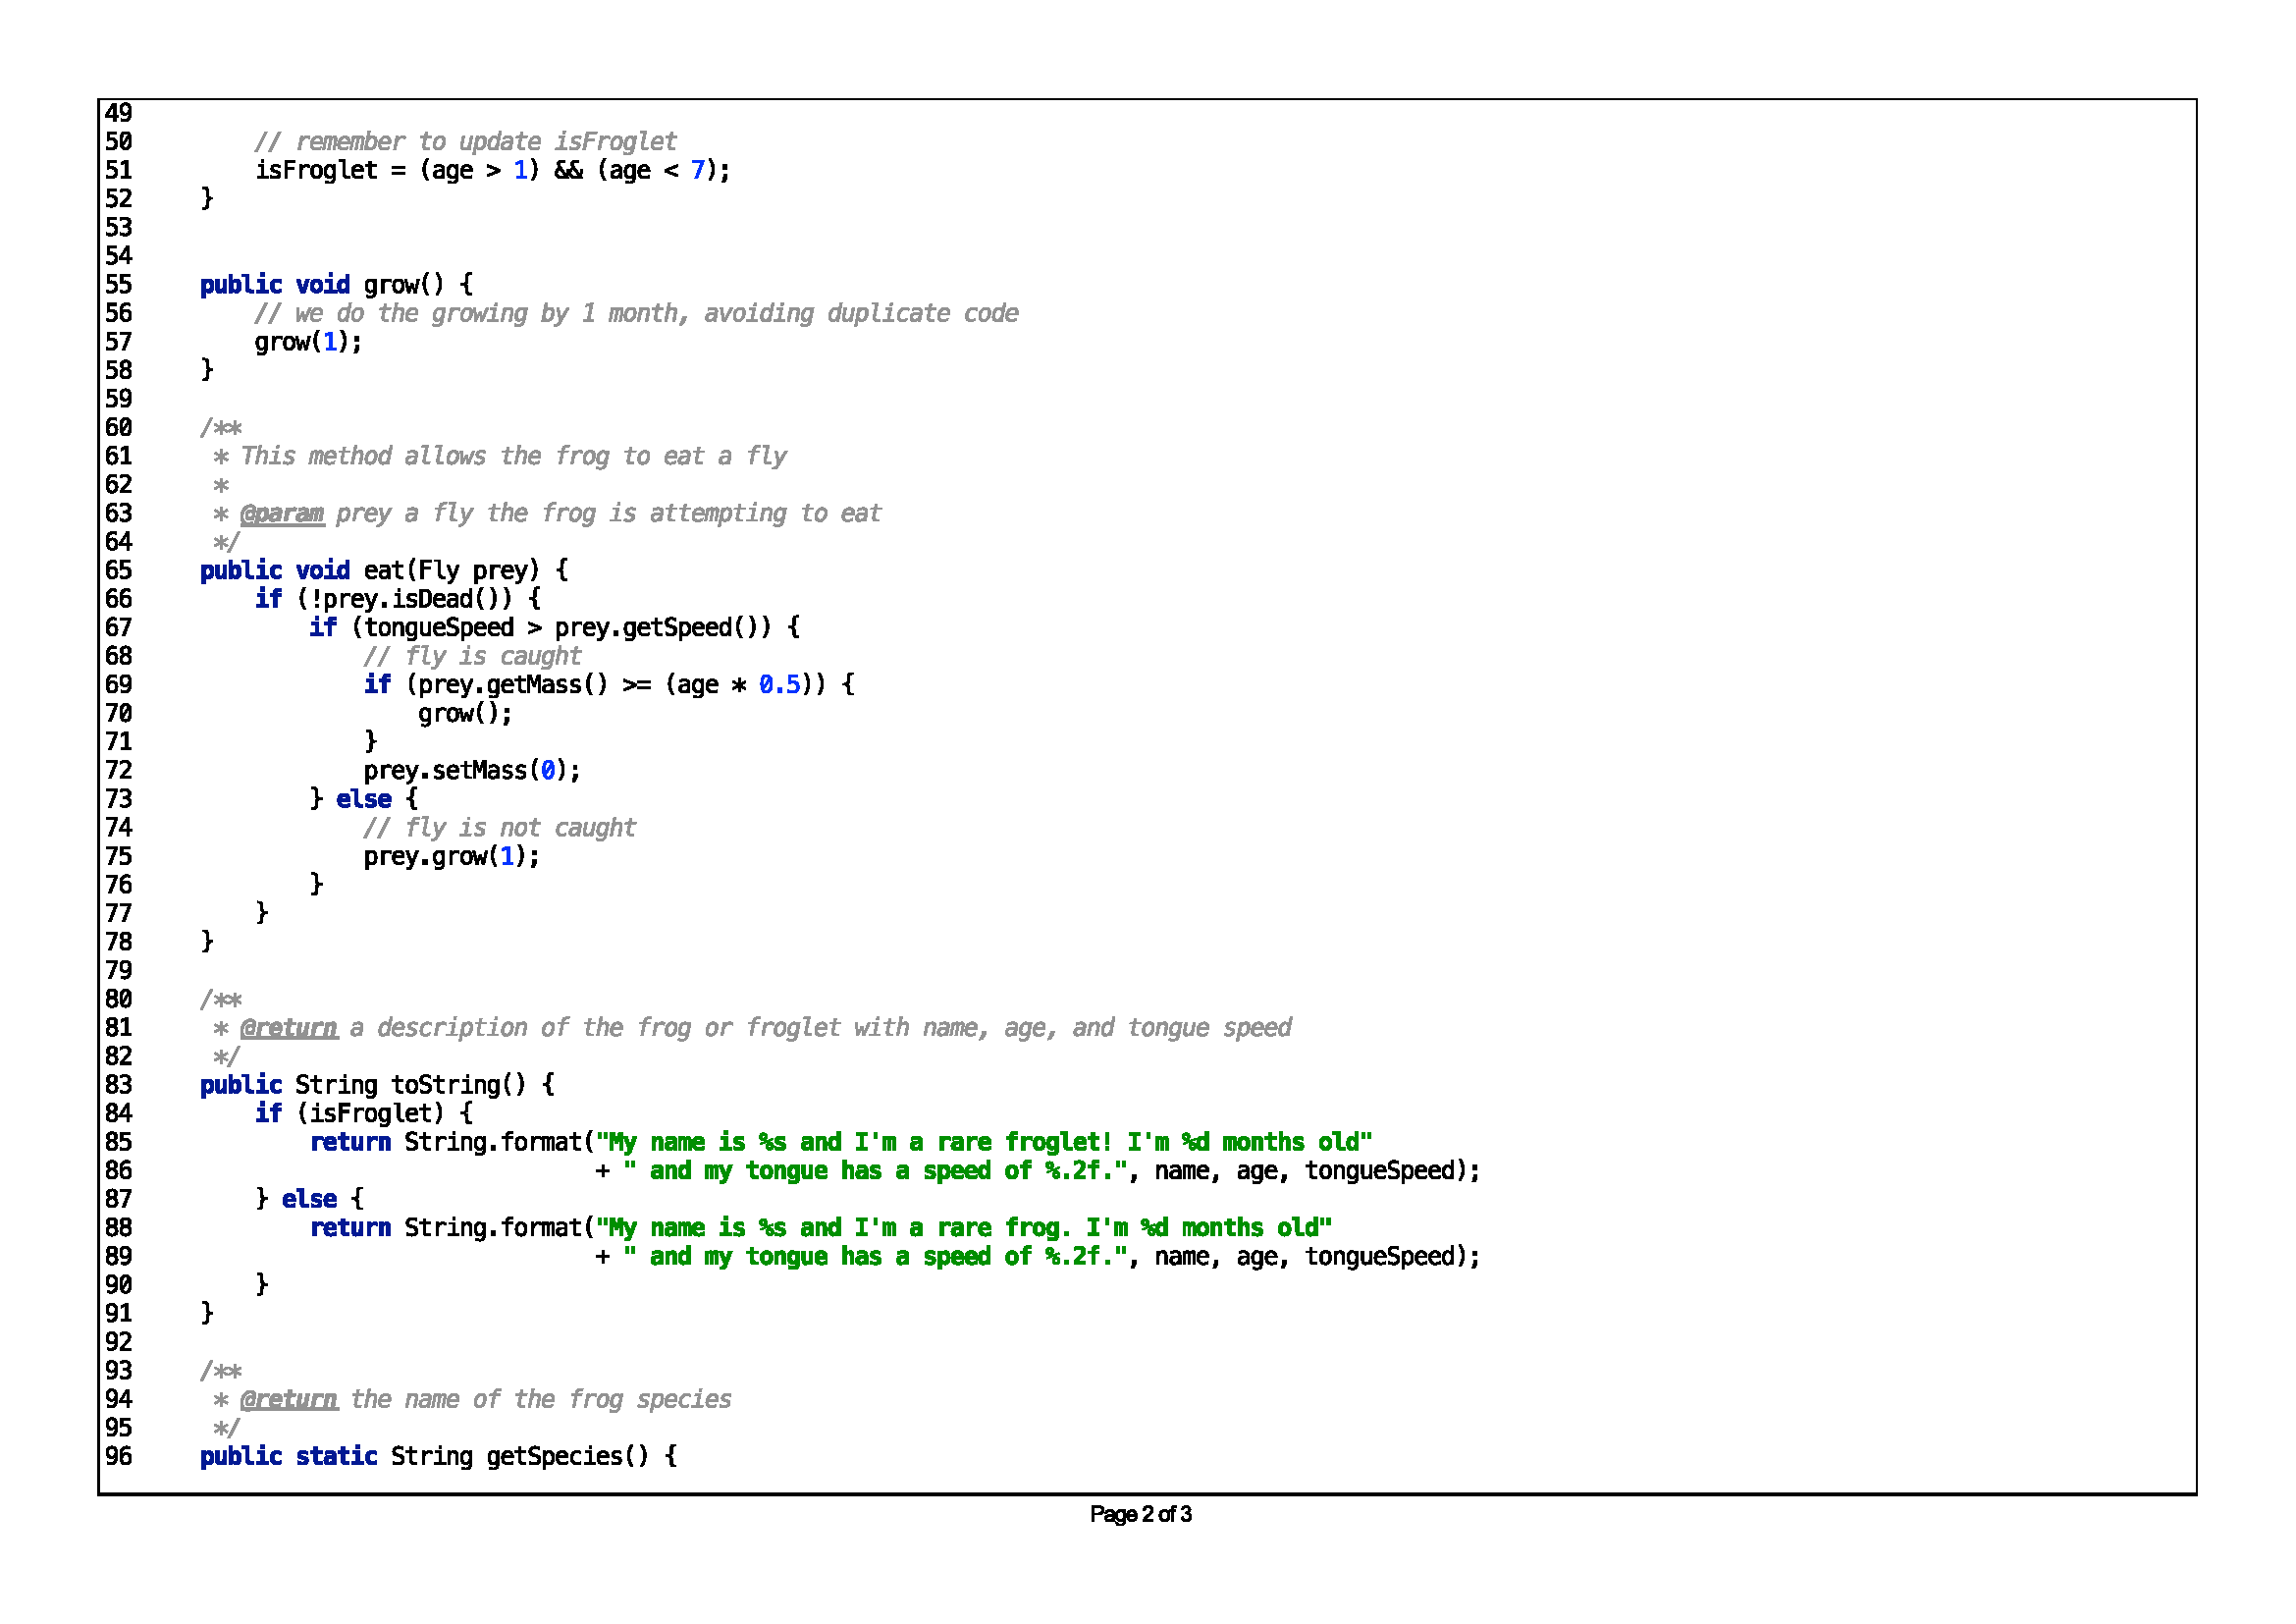 49
50         // remember to update isFroglet
51         isFroglet = (age > 1) && (age < 7);
52     }
53
54
55     public void grow() {
56         // we do the growing by 1 month, avoiding duplicate code
57         grow(1);
58     }
59
60     /**
61      * This method allows the frog to eat a fly
62      *
63      * @param prey a fly the frog is attempting to eat
64      */
65     public void eat(Fly prey) {
66         if (!prey.isDead()) {
67             if (tongueSpeed > prey.getSpeed()) {
68                 // fly is caught
69                 if (prey.getMass() >= (age * 0.5)) {
70                     grow();
71                 }
72                 prey.setMass(0);
73             } else {
74                 // fly is not caught
75                 prey.grow(1);
76             }
77         }
78     }
79
80     /**
81      * @return a description of the frog or froglet with name, age, and tongue speed
82      */
83     public String toString() {
84         if (isFroglet) {
85             return String.format("My name is %s and I'm a rare froglet! I'm %d months old"
86                                  + " and my tongue has a speed of %.2f.", name, age, tongueSpeed);
87         } else {
88             return String.format("My name is %s and I'm a rare frog. I'm %d months old"
89                                  + " and my tongue has a speed of %.2f.", name, age, tongueSpeed);
90         }
91     }
92
93     /**
94      * @return the name of the frog species
95      */
96     public static String getSpecies() {
Page 2 of 3